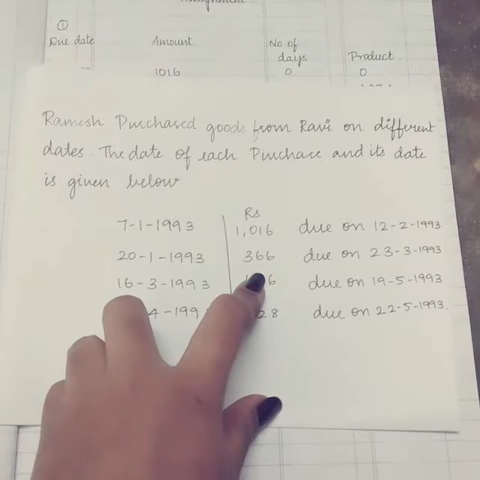 ①
Due date Amount No of days Product
1016 0 0
Ramesh Purchased goods from Ravi on different
dates. The date of each Purchase and its date
is given below
Rs
7-1-1993 1,016 due on 12-2-1993
20-1-1993 366 due on 23-3-1993
16-3-1993 due on 19-5-1993
due on 22-5-1993.